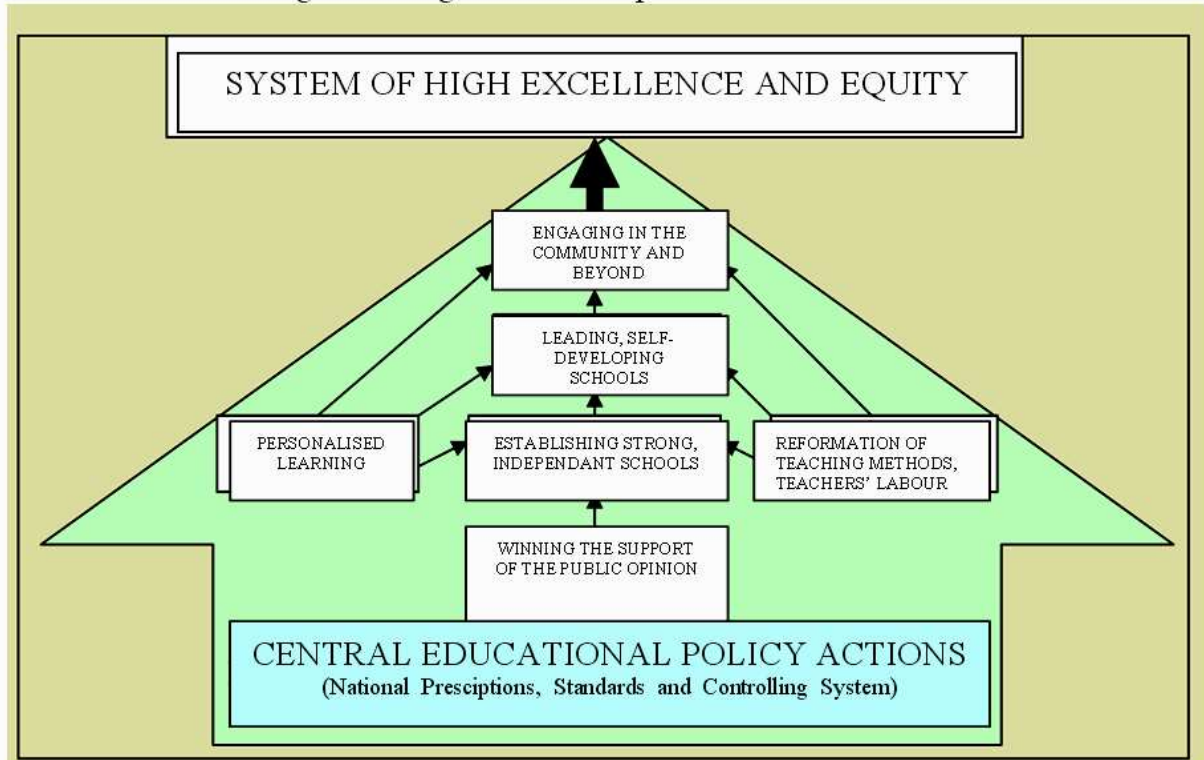 SYSTEM OF HIGH EXCELLENCE AND EQUITY
ENGAGING IN THE
COMMUNITY AND
BEYOND
LEADING, SELF-
DEVELOPING
SCHOOLS
PERSONALISED
LEARNING
ESTABLISHING STRONG,
INDEPENDANT SCHOOLS
REFORMATION OF
TEACHING METHODS,
TEACHERS’ LABOUR
WINNING THE SUPPORT
OF THE PUBLIC OPINION
CENTRAL EDUCATIONAL POLICY ACTIONS
(National Presciptions, Standards and Controlling System)